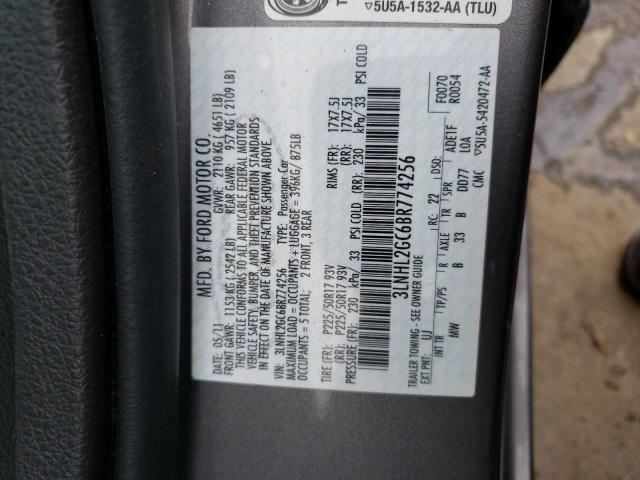 ▽5U5A-1532-AA (TLU)
MFD. BY FORD MOTOR CO.
DATE: 05/11 GVWR: 2110 KG ( 4651 LB)
FRONT GAWR: 1153 KG ( 2542 LB) REAR GAWR: 957 KG ( 2109 LB)
THIS VEHICLE CONFORMS TO ALL APPLICABLE FEDERAL MOTOR
VEHICLE SAFETY, BUMPER, AND THEFT PREVENTION STANDARDS
IN EFFECT ON THE DATE OF MANUFACTURE SHOWN ABOVE.
VIN: 3LNHL2GC6BR774256 TYPE: Passenger Car
MAXIMUM LOAD = OCCUPANTS + LUGGAGE = 396KG/ 875LB
OCCUPANTS = 5 TOTAL: 2 FRONT, 3 REAR
TIRE (FR): P225/50R17 93V RIMS (FR): 17X7.5J
(RR): P225/50R17 93V (RR): 17X7.5J
PRESSURE (FR): 230 kPa/ 33 PSI COLD (RR): 230 kPa/ 33 PSI COLD
3LNHL2GC6BR774256
TRAILER TOWING - SEE OWNER GUIDE
EXT PNT: UJ RC: 22 DSO: F0070
R0054
INT TR TP/PS R AXLE TR SPR ADETF
MW B 33 B DD77 LOA
CMC ▽5U5A-5420472-AA